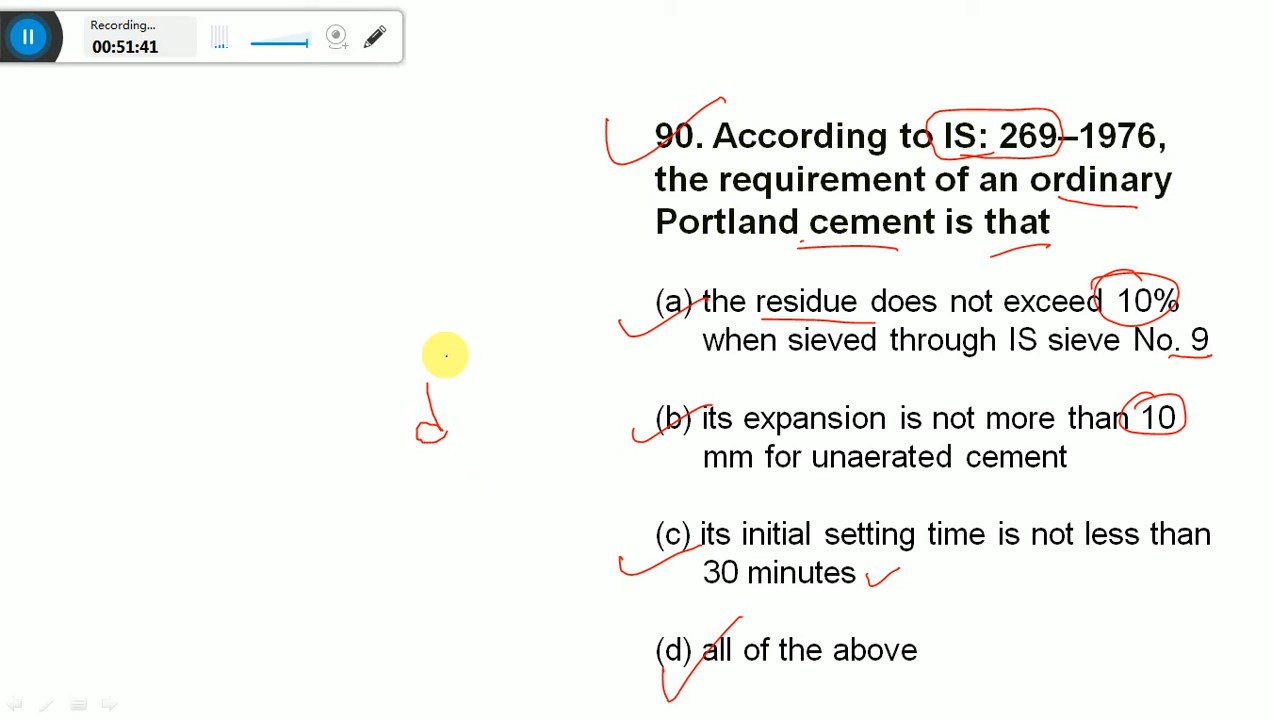 Recording...
00:51:41
90. According to IS: 269–1976,
the requirement of an ordinary
Portland cement is that
(a) the residue does not exceed 10%
when sieved through IS sieve No. 9
(b) its expansion is not more than 10
mm for unaerated cement
d
(c) its initial setting time is not less than
30 minutes
(d) all of the above